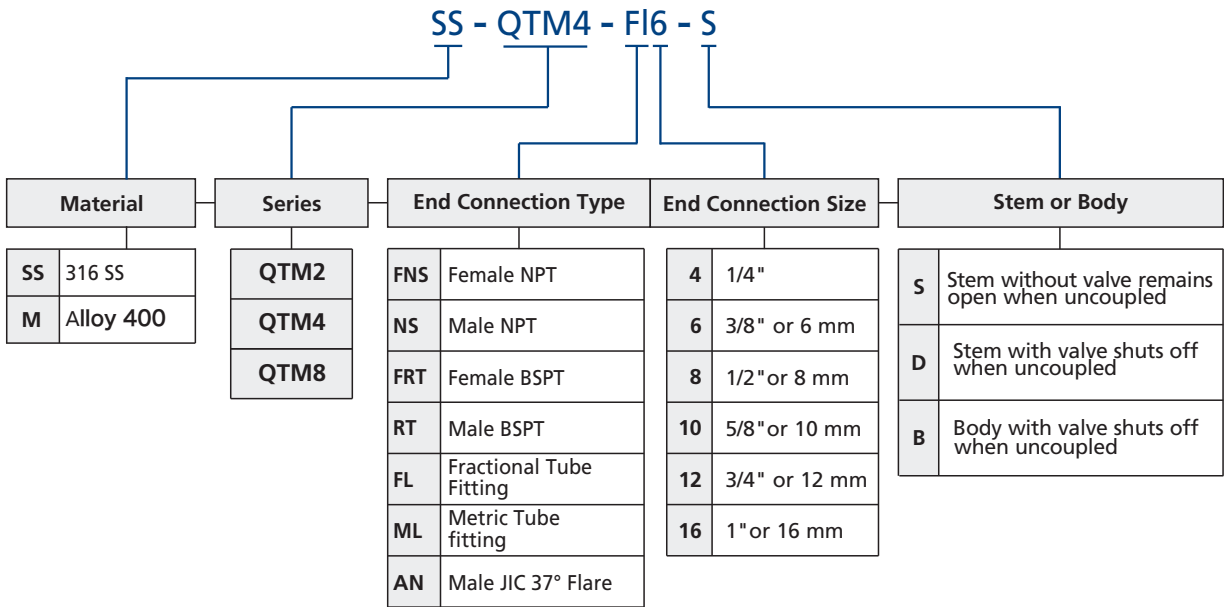 SS - QTM4 - Fl6 - S
Material
Series
End Connection Type
End Connection Size
Stem or Body
SS 316 SS
M Alloy 400
QTM2
QTM4
QTM8
FNS Female NPT
NS Male NPT
FRT Female BSPT
RT Male BSPT
FL Fractional Tube
Fitting
ML Metric Tube
fitting
AN Male JIC 37° Flare
4 1/4"
6 3/8" or 6 mm
8 1/2"or 8 mm
10 5/8"or 10 mm
12 3/4" or 12 mm
16 1"or 16 mm
S Stem without valve remains
open when uncoupled
D Stem with valve shuts off
when uncoupled
B Body with valve shuts off
when uncoupled